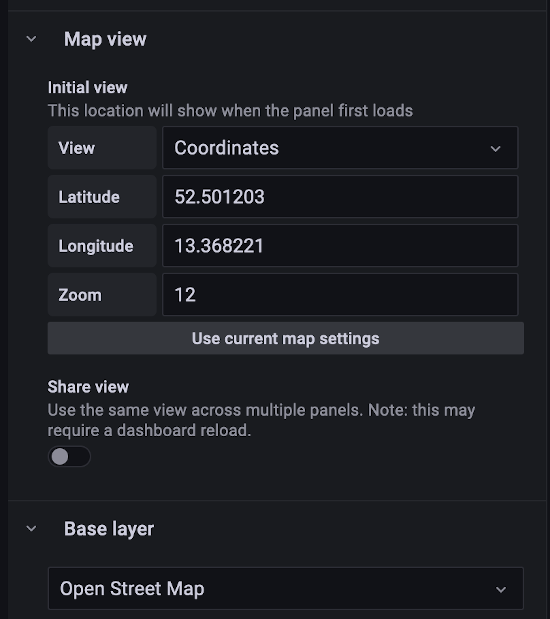 Map view
Initial view
This location will show when the panel first loads
View Coordinates
Latitude 52.501203
Longitude 13.368221
Zoom 12
Use current map settings
Share view
Use the same view across multiple panels. Note: this may
require a dashboard reload.
Base layer
Open Street Map